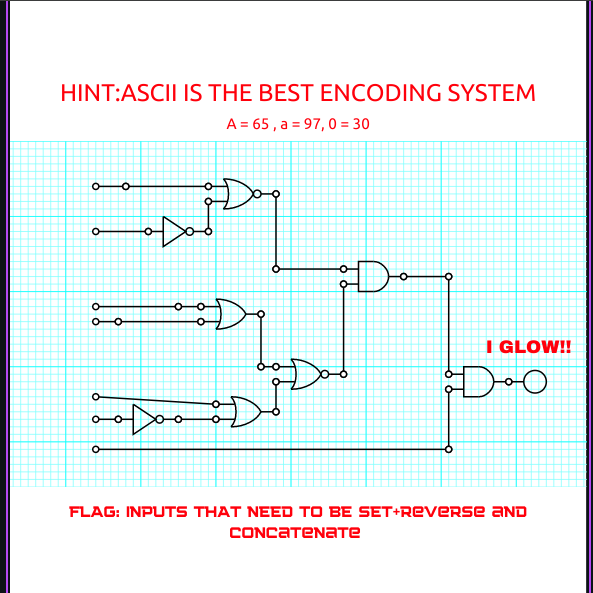 HINT:ASCII IS THE BEST ENCODING SYSTEM
A = 65 , a = 97, 0 = 30
I GLOW!!
FLAG: INPUTS THAT NEED TO BE SET+REVERSE AND
CONCATENATE